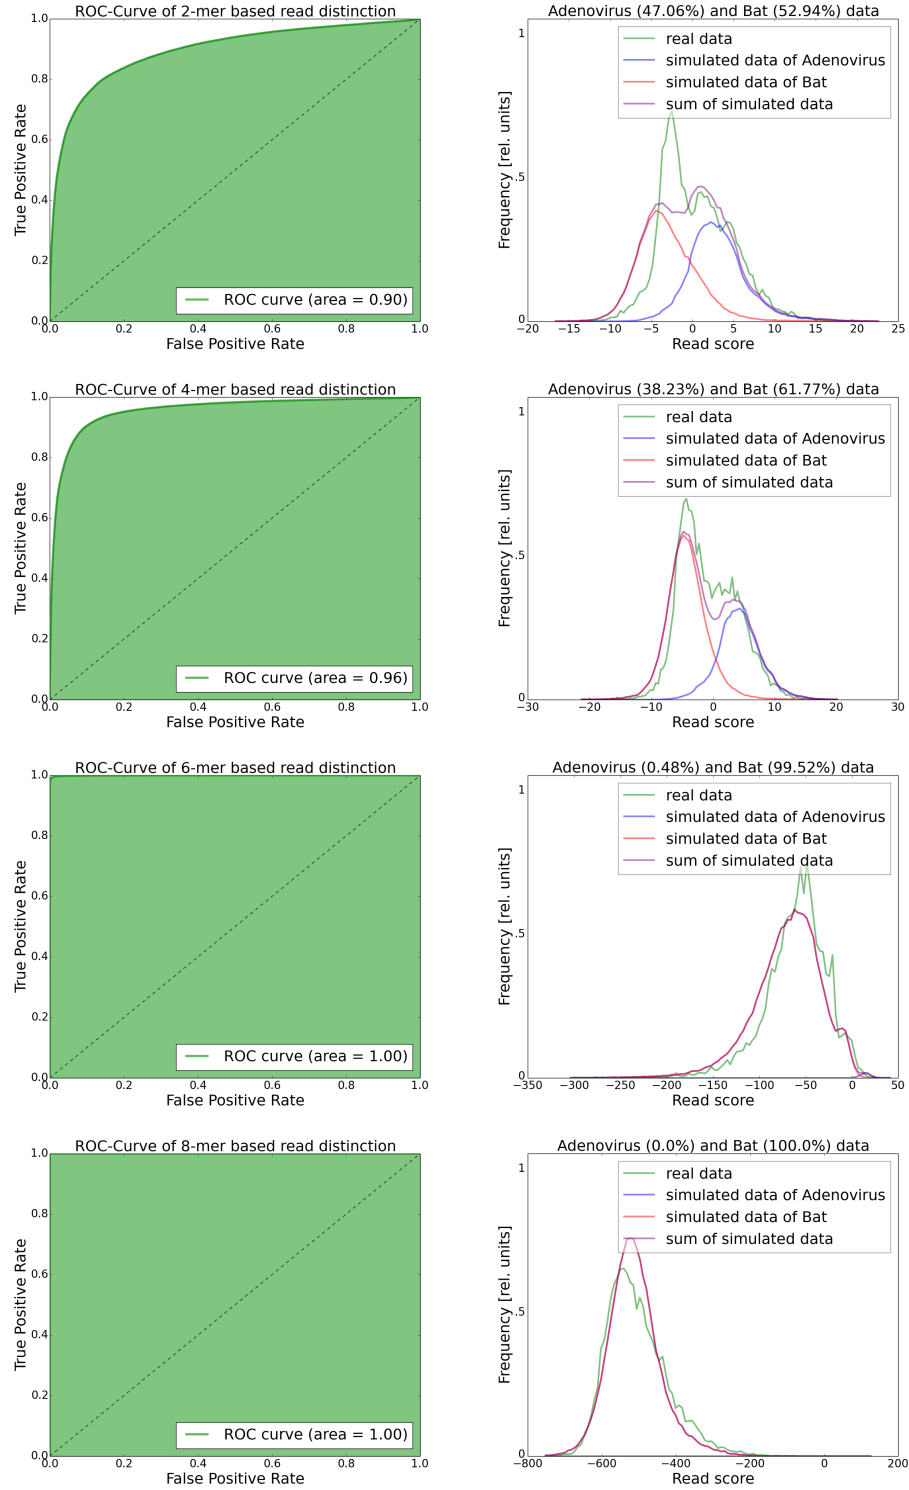 ROC-Curve of 2-mer based read distinction
True Positive Rate
1.0
0.8
0.6
0.4
0.2
0.0
ROC curve (area = 0.90)
0.0 0.2 0.4 0.6 0.8 1.0
False Positive Rate
Adenovirus (47.06%) and Bat (52.94%) data
Frequency [rel. units]
1
.5
0
real data
simulated data of Adenovirus
simulated data of Bat
sum of simulated data
−20 −15 −10 −5 0 5 10 15 20 25
Read score
ROC-Curve of 4-mer based read distinction
True Positive Rate
1.0
0.8
0.6
0.4
0.2
0.0
ROC curve (area = 0.96)
0.0 0.2 0.4 0.6 0.8 1.0
False Positive Rate
Adenovirus (38.23%) and Bat (61.77%) data
Frequency [rel. units]
1
.5
0
real data
simulated data of Adenovirus
simulated data of Bat
sum of simulated data
−30 −20 −10 0 10 20 30
Read score
ROC-Curve of 6-mer based read distinction
True Positive Rate
1.0
0.8
0.6
0.4
0.2
0.0
ROC curve (area = 1.00)
0.0 0.2 0.4 0.6 0.8 1.0
False Positive Rate
Adenovirus (0.48%) and Bat (99.52%) data
Frequency [rel. units]
1
.5
0
real data
simulated data of Adenovirus
simulated data of Bat
sum of simulated data
−350 −300 −250 −200 −150 −100 −50 0 50
Read score
ROC-Curve of 8-mer based read distinction
True Positive Rate
1.0
0.8
0.6
0.4
0.2
0.0
ROC curve (area = 1.00)
0.0 0.2 0.4 0.6 0.8 1.0
False Positive Rate
Adenovirus (0.0%) and Bat (100.0%) data
Frequency [rel. units]
1
.5
0
real data
simulated data of Adenovirus
simulated data of Bat
sum of simulated data
−800 −600 −400 −200 0 200
Read score